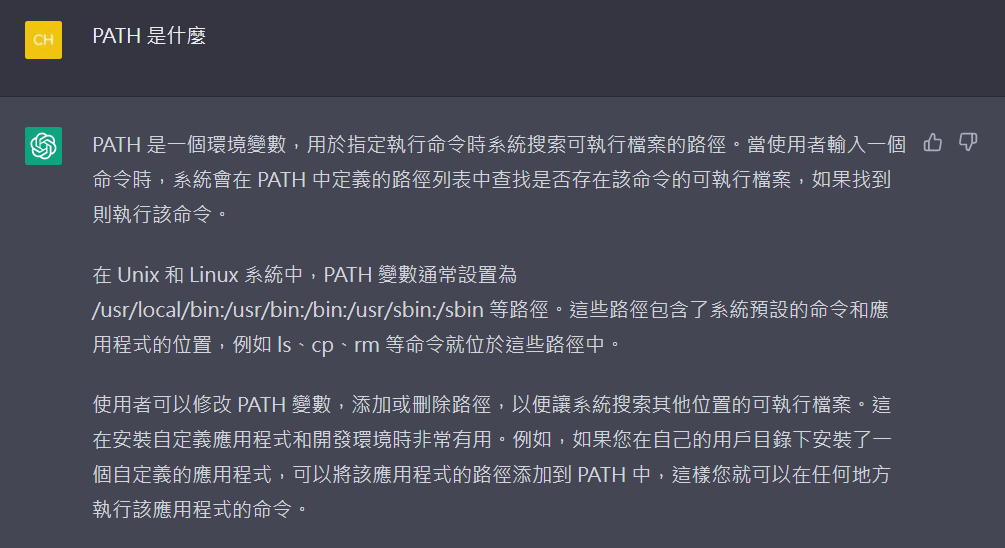 CH
PATH 是什麼
PATH 是一個環境變數，用於指定執行命令時系統搜索可執行檔案的路徑。當使用者輸入一個
命令時，系統會在 PATH 中定義的路徑列表中查找是否存在該命令的可執行檔案，如果找到
則執行該命令。
在 Unix 和 Linux 系統中，PATH 變數通常設置為
/usr/local/bin:/usr/bin:/bin:/usr/sbin:/sbin 等路徑。這些路徑包含了系統預設的命令和應
用程式的位置，例如 ls、cp、rm 等命令就位於這些路徑中。
使用者可以修改 PATH 變數，添加或刪除路徑，以便讓系統搜索其他位置的可執行檔案。這
在安裝自定義應用程式和開發環境時非常有用。例如，如果您在自己的用戶目錄下安裝了一
個自定義的應用程式，可以將該應用程式的路徑添加到 PATH 中，這樣您就可以在任何地方
執行該應用程式的命令。